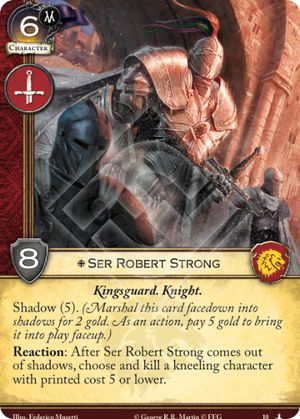 6
CHARACTER
8
SER ROBERT STRONG
Kingsguard. Knight.
Shadow (5). (Marshal this card facedown into
shadows for 2 gold. As an action, pay 5 gold to bring
it into play faceup.)
Reaction: After Ser Robert Strong comes out
of shadows, choose and kill a kneeling character
with printed cost 5 or lower.
Illus. Federico Musetti © George R.R. Martin © FFG 10